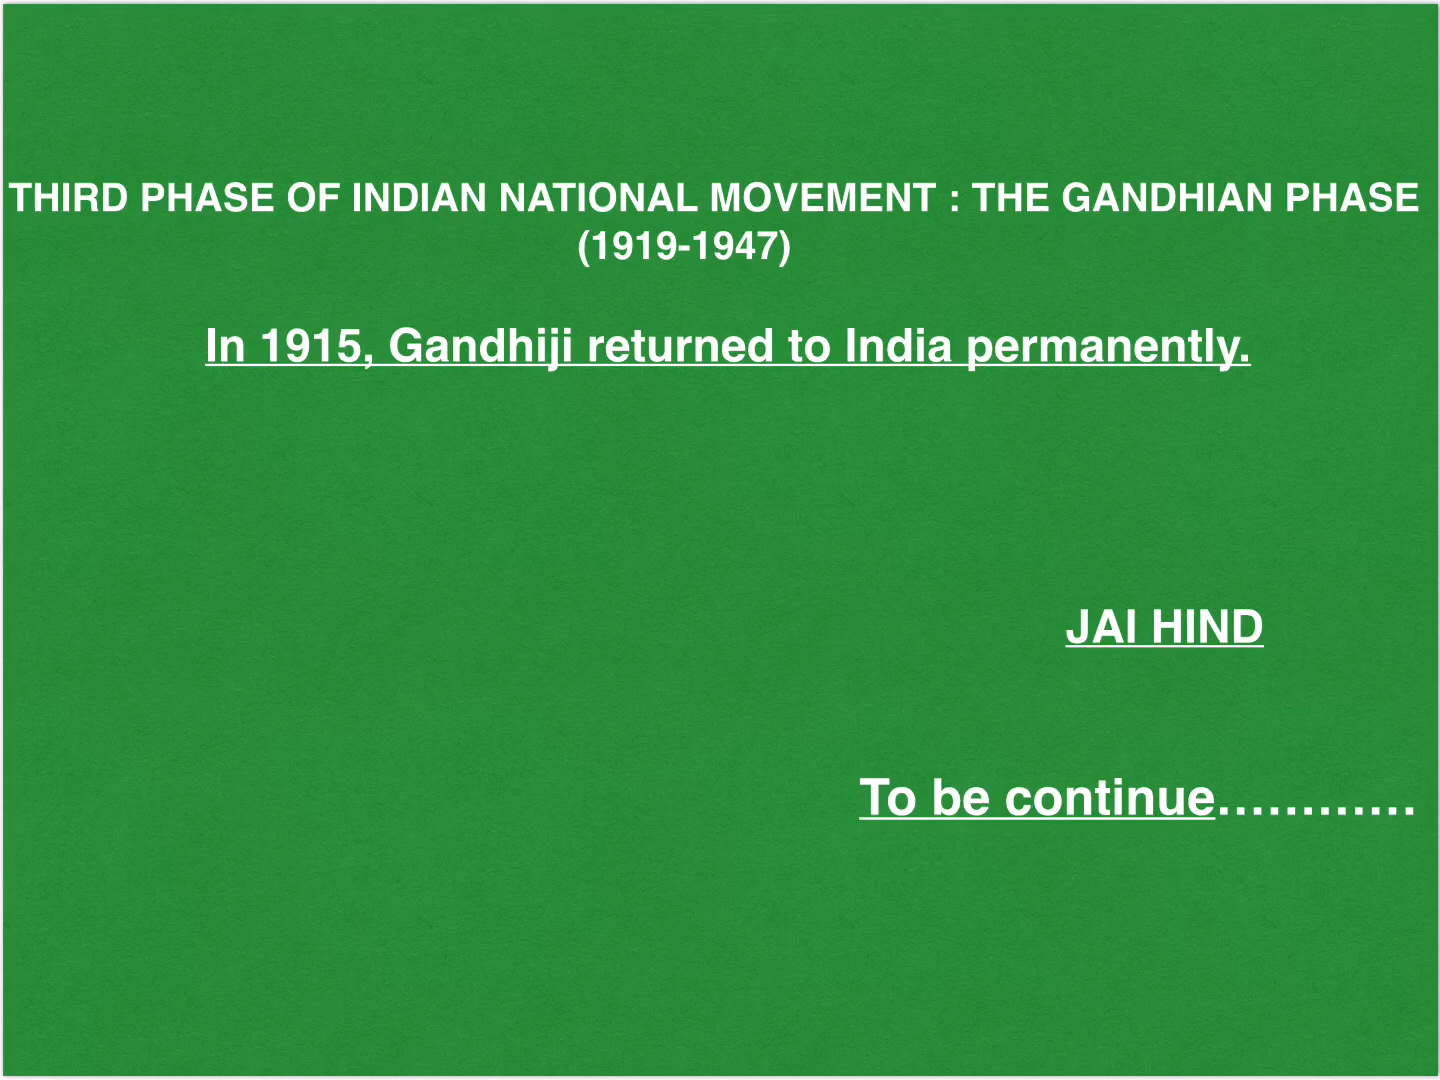 THIRD PHASE OF INDIAN NATIONAL MOVEMENT : THE GANDHIAN PHASE
(1919-1947)
In 1915, Gandhiji returned to India permanently.
JAI HIND
To be continue…………